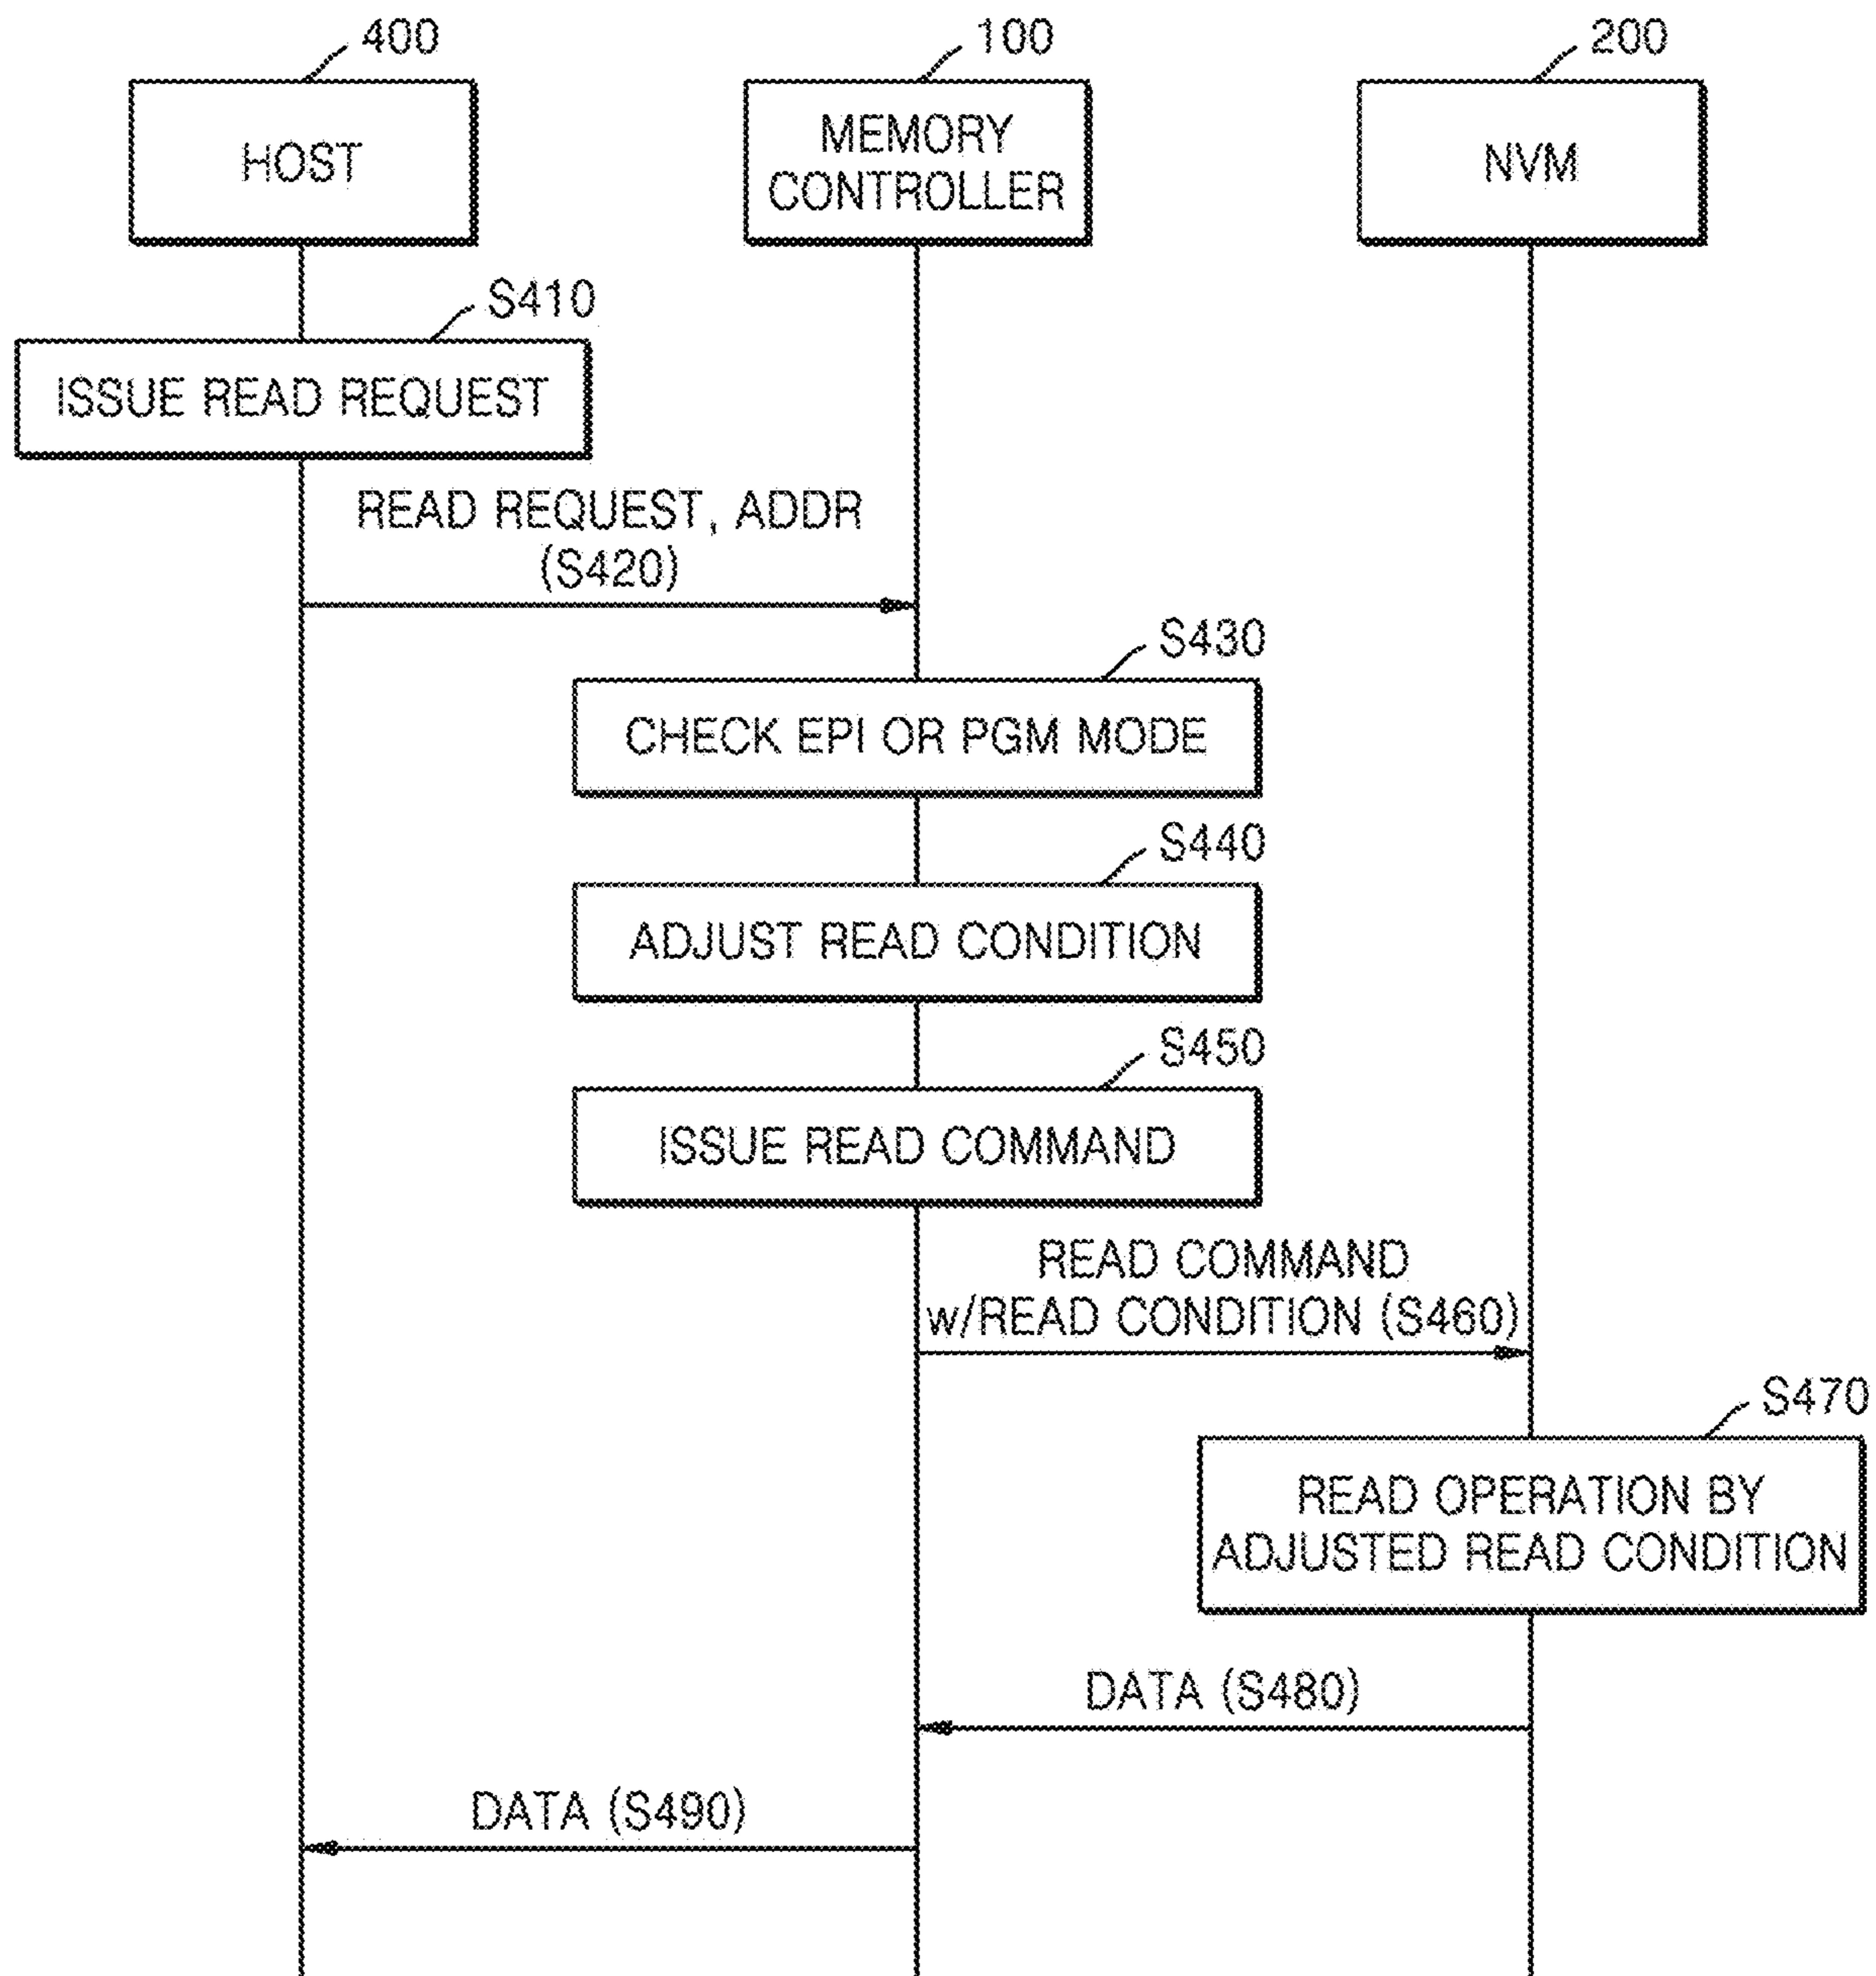 400
100
200
HOST
MEMORY
CONTROLLER
NVM
S410
ISSUE READ REQUEST
READ REQUEST, ADDR
(S420)
S430
CHECK EPI OR PGM MODE
S440
ADJUST READ CONDITION
S450
ISSUE READ COMMAND
READ COMMAND
w/READ CONDITION (S460)
S470
READ OPERATION BY
ADJUSTED READ CONDITION
DATA (S480)
DATA (S490)